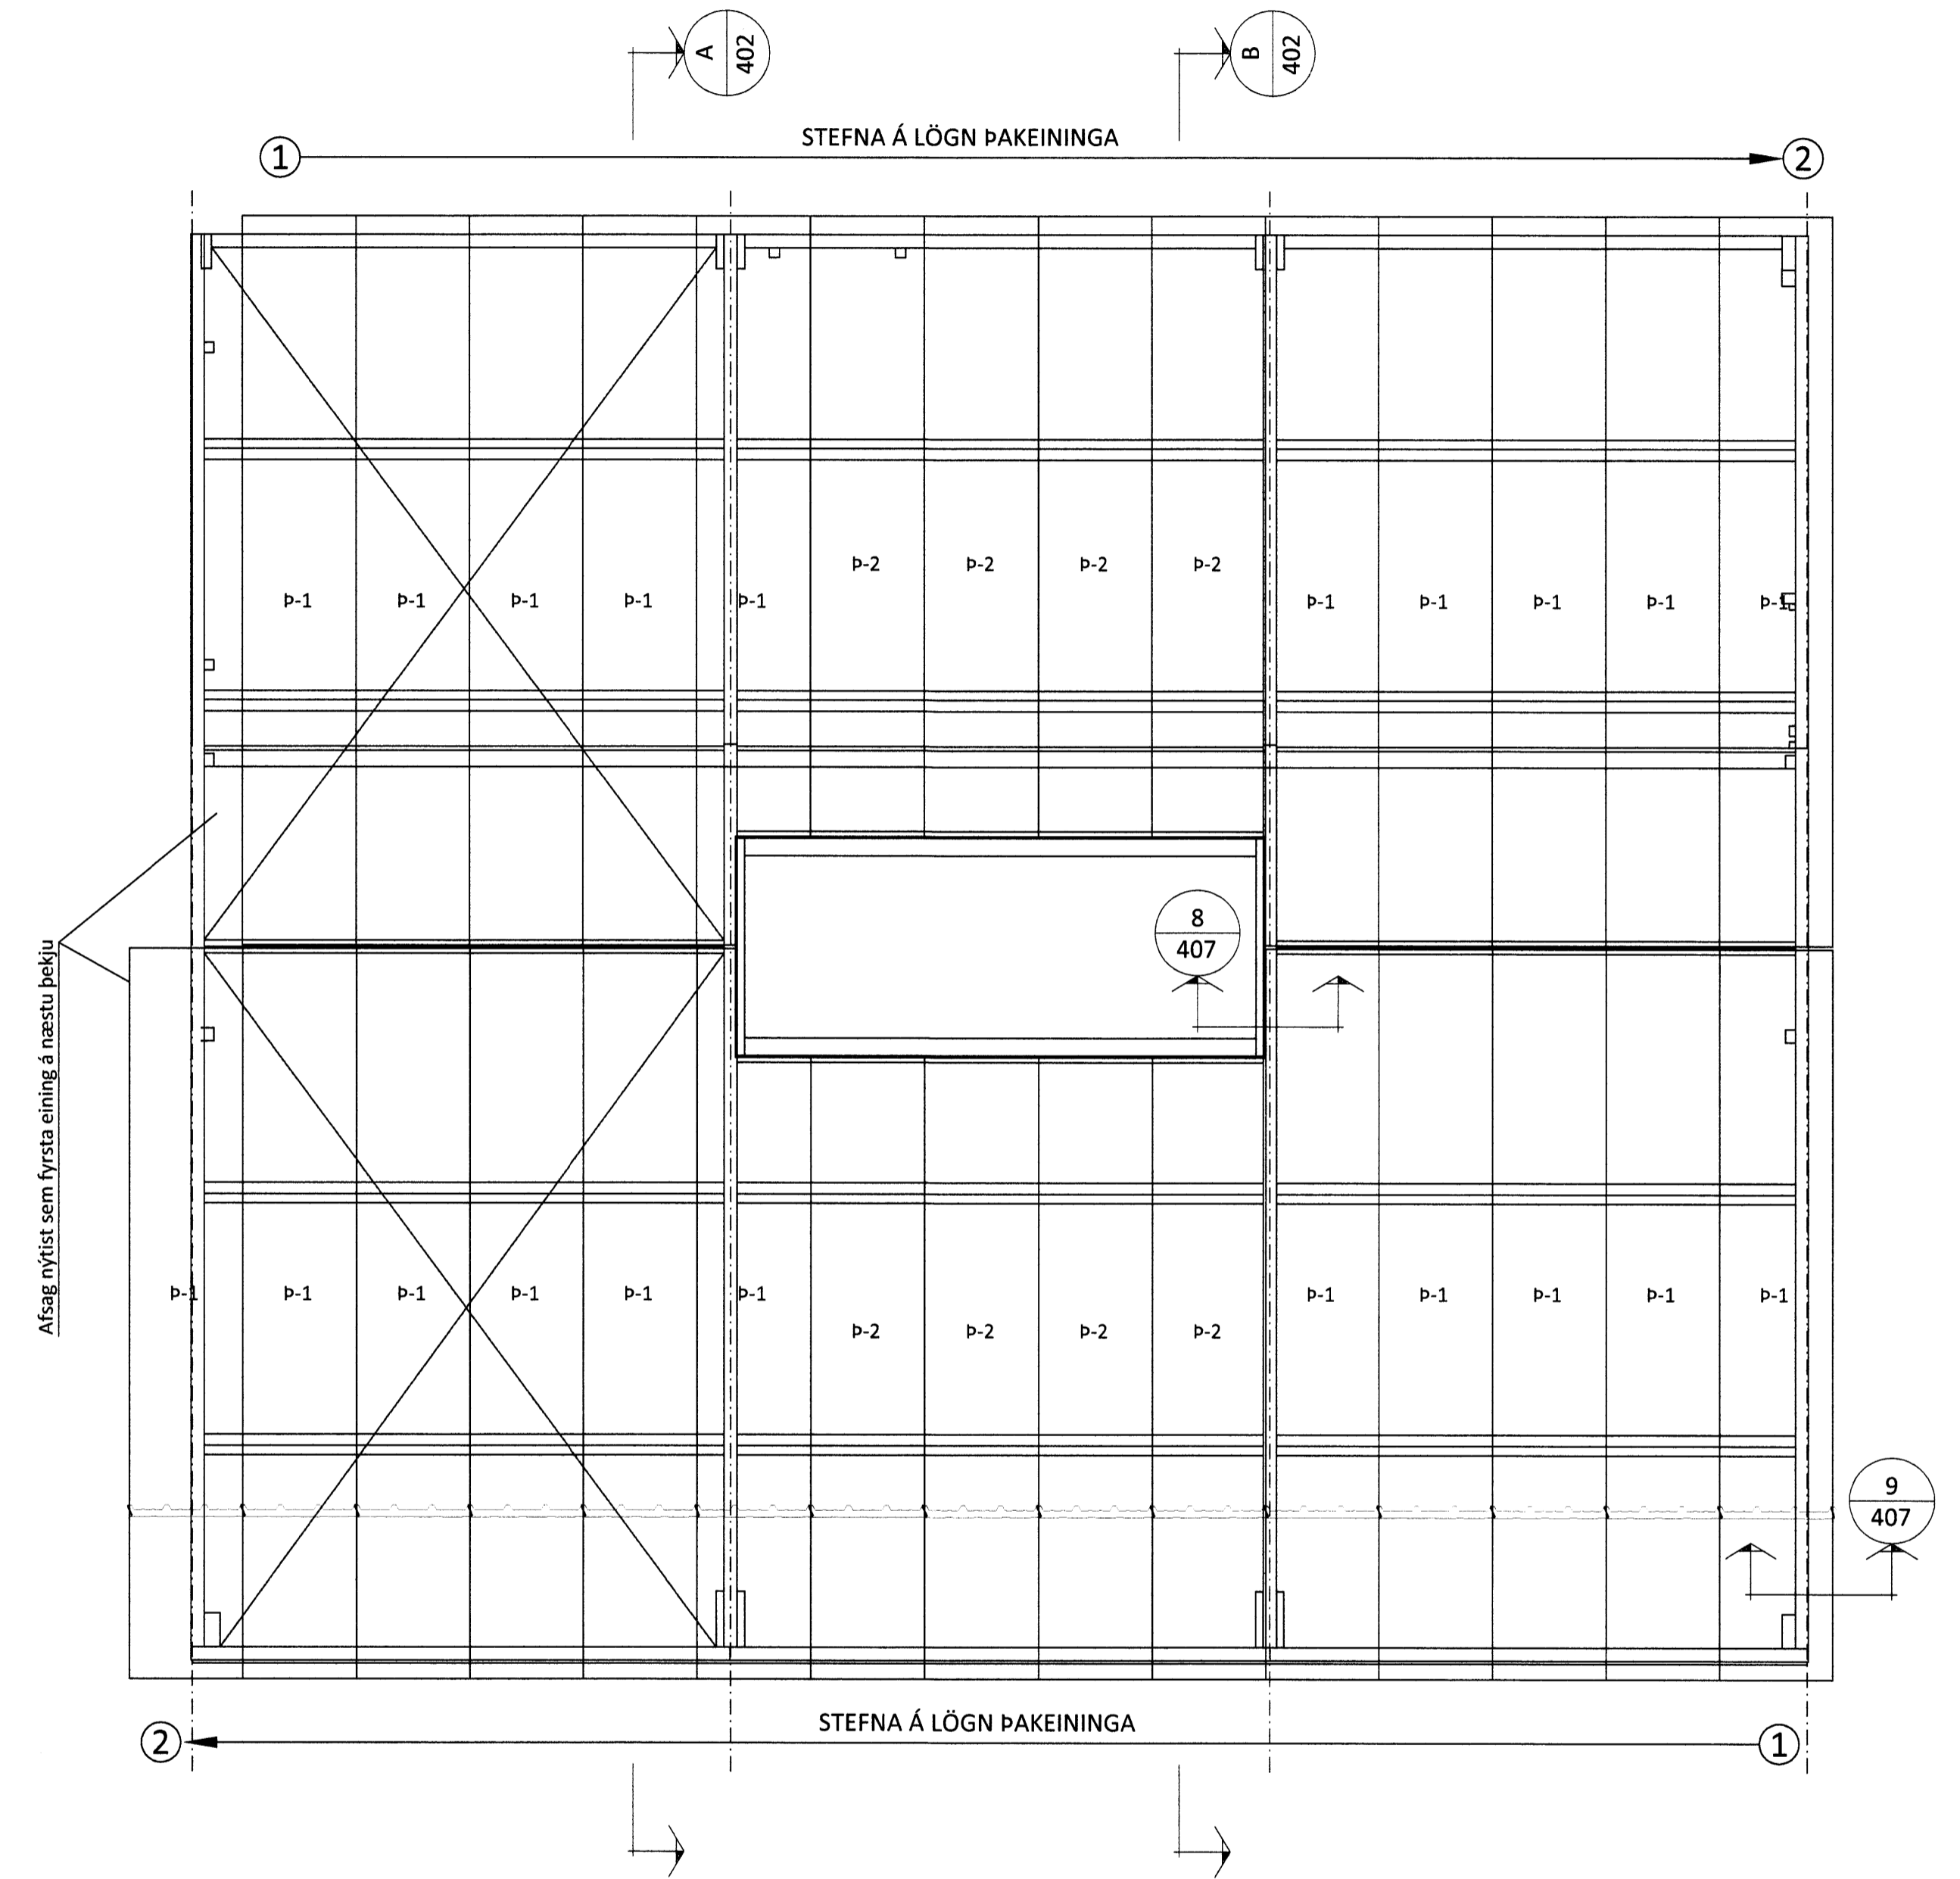 A
402
B
402
STEFNA Á LÖGN ÞAKEININGA
1
2
Þ-2 Þ-2 Þ-2 Þ-2
Þ-1 Þ-1 Þ-1 Þ-1 Þ-1 Þ-1 Þ-1 Þ-1 Þ-1 Þ-1
8
407
Afsag nýtist sem fyrsta eining á næstu þekju
Þ-1 Þ-1 Þ-1 Þ-1 Þ-1 Þ-1 Þ-1 Þ-1 Þ-1 Þ-1 Þ-1
Þ-2 Þ-2 Þ-2 Þ-2
9
407
STEFNA Á LÖGN ÞAKEININGA
2
1